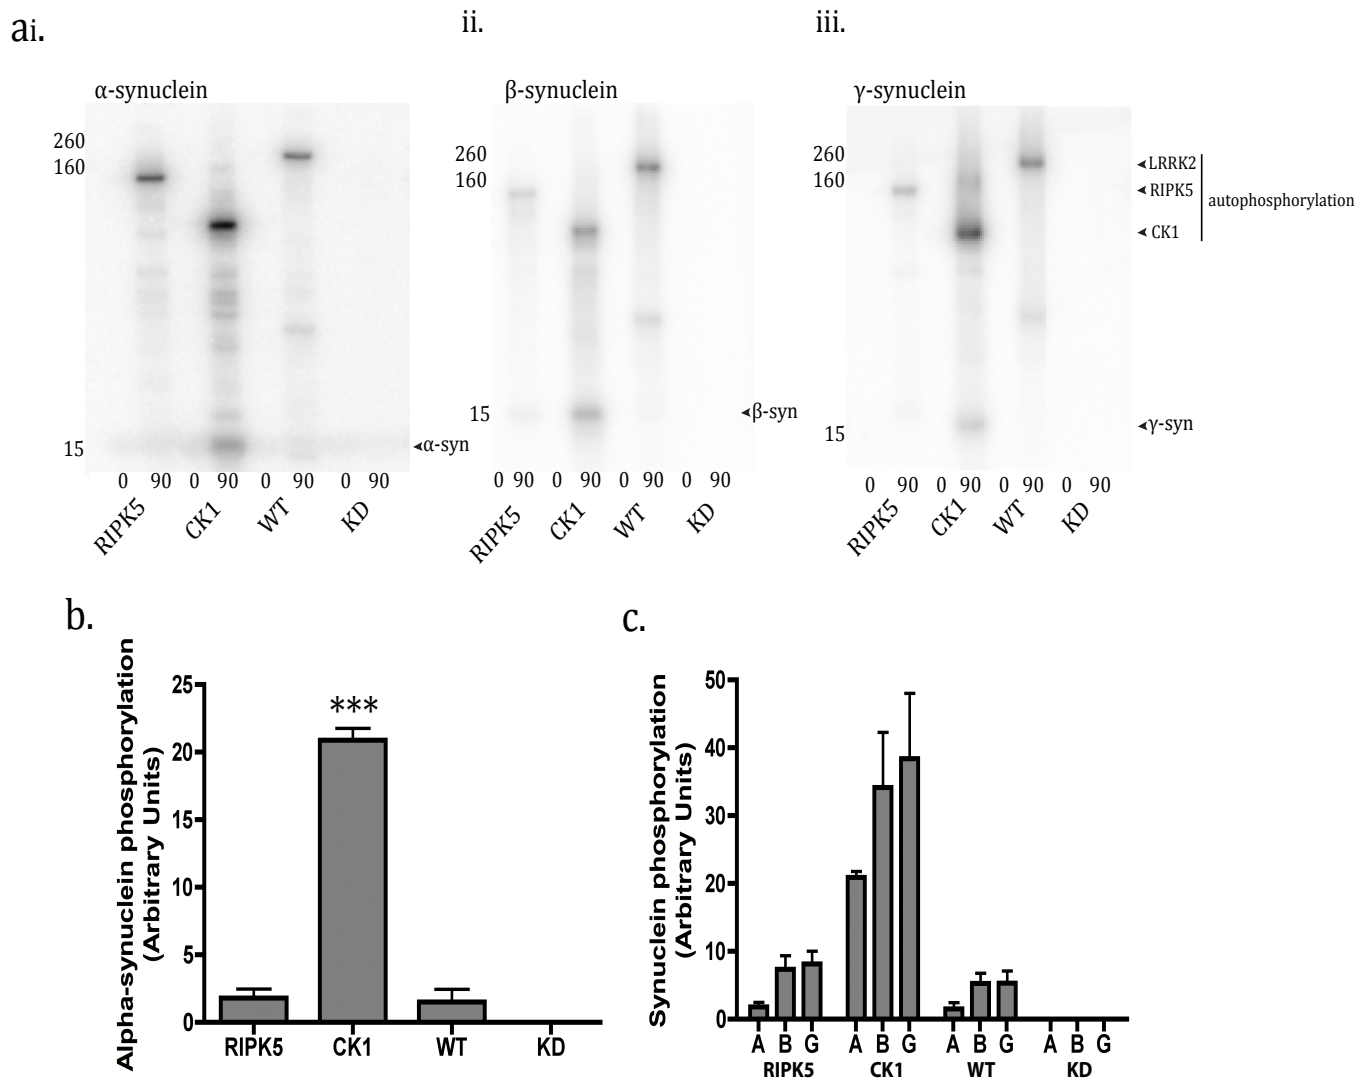 ai.
ii.
iii.
α-synuclein
β-synuclein
γ-synuclein
260
160
15
α-syn
0 90 0 90 0 90 0 90
RIPK5 CK1 WT KD
260
160
15
β-syn
0 90 0 90 0 90 0 90
RIPK5 CK1 WT KD
260
160
15
LRRK2
RIPK5
CK1
autophosphorylation
γ-syn
0 90 0 90 0 90 0 90
RIPK5 CK1 WT KD
b.
Alpha-synuclein phosphorylation
(Arbitrary Units)
25
20
15
10
5
0
***
RIPK5 CK1 WT KD
c.
Synuclein phosphorylation
(Arbitrary Units)
50
40
30
20
10
0
A B G A B G A B G A B G
RIPK5 CK1 WT KD